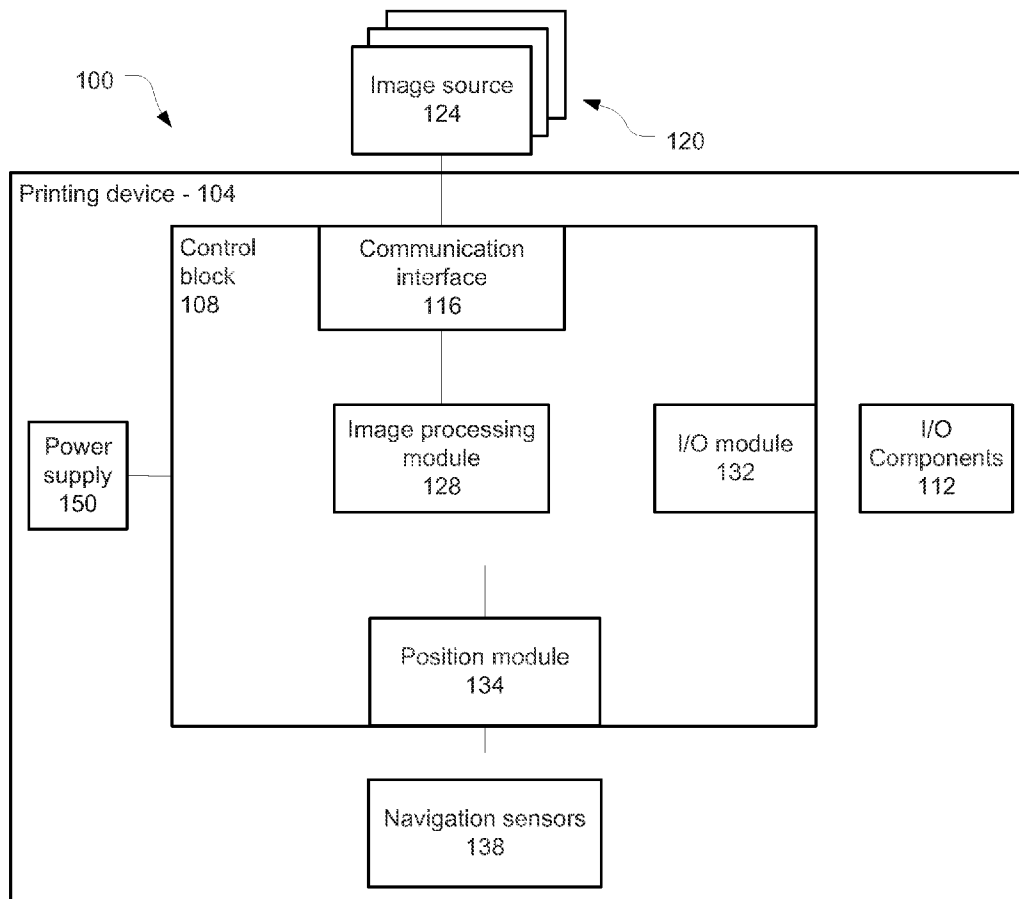 100
Image source
124
120
Printing device - 104
Control
block
108
Communication
interface
116
Power
supply
150
Image processing
module
128
I/O module
132
I/O
Components
112
Position module
134
Navigation sensors
138